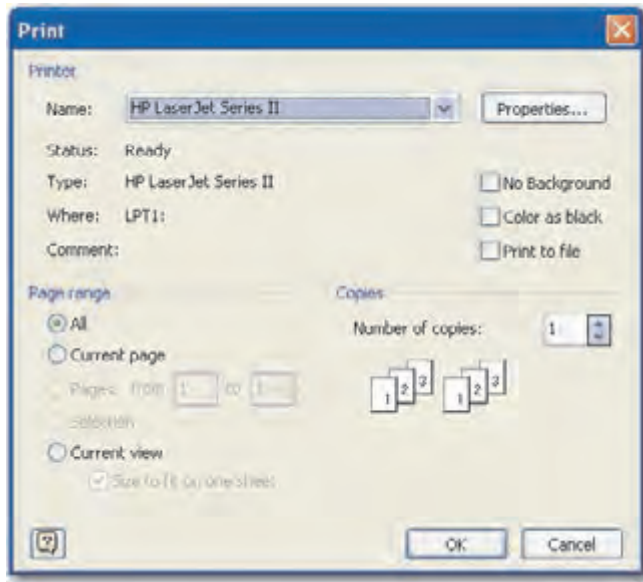 Print
Printer
Name: HP LaserJet Series II Properties...
Status: Ready
Type: HP LaserJet Series II No Background
Where: LPT1: Color as black
Comment: Print to file
Page range Copies
All Number of copies: 1
Current page
Pages from 1 to 1
1 2 3 1 2 3
Selection
Current view
Size to fit on one sheet
? OK Cancel